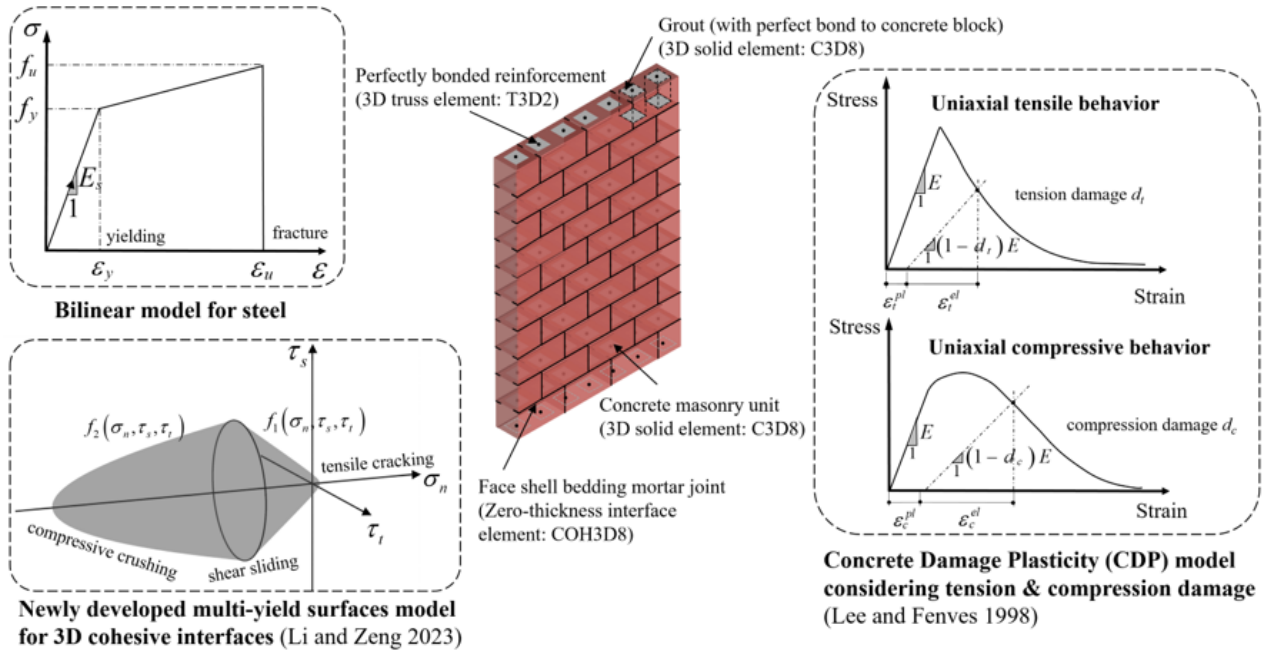 σ
f_u
f_y
E_s
1
yielding
fracture
ε_y
ε_u
ε
Bilinear model for steel
τ_s
f_2(σ_n, τ_s, τ_t)
f_1(σ_n, τ_s, τ_t)
tensile cracking
σ_n
τ_t
compressive crushing
shear sliding
Newly developed multi-yield surfaces model
for 3D cohesive interfaces (Li and Zeng 2023)
Grout (with perfect bond to concrete block)
(3D solid element: C3D8)
Perfectly bonded reinforcement
(3D truss element: T3D2)
Concrete masonry unit
(3D solid element: C3D8)
Face shell bedding mortar joint
(Zero-thickness interface
element: COH3D8)
Stress
Uniaxial tensile behavior
E
1
tension damage d_t
(1 − d_t) E
1
ε_t^pl
ε_t^el
Strain
Stress
Uniaxial compressive behavior
E
1
compression damage d_c
(1 − d_c) E
1
ε_c^pl
ε_c^el
Strain
Concrete Damage Plasticity (CDP) model
considering tension & compression damage
(Lee and Fenves 1998)